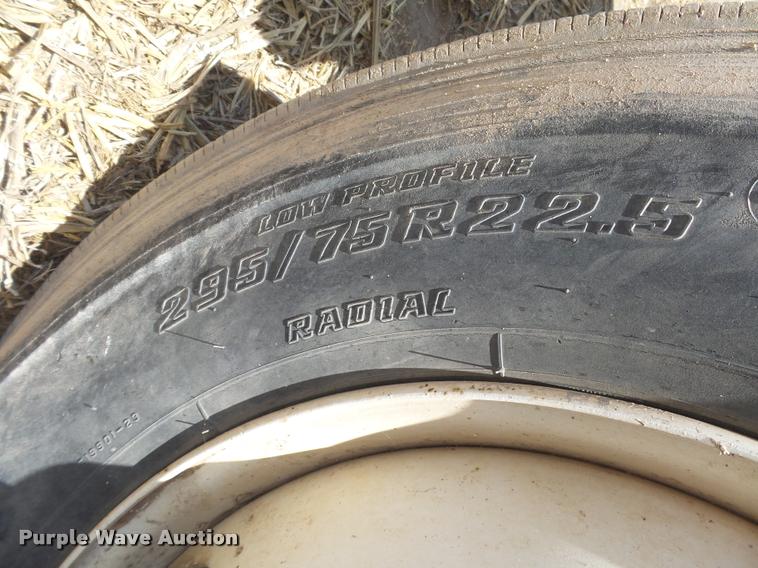 LOW PROFILE
295/75R22.5
RADIAL
Purple Wave Auction